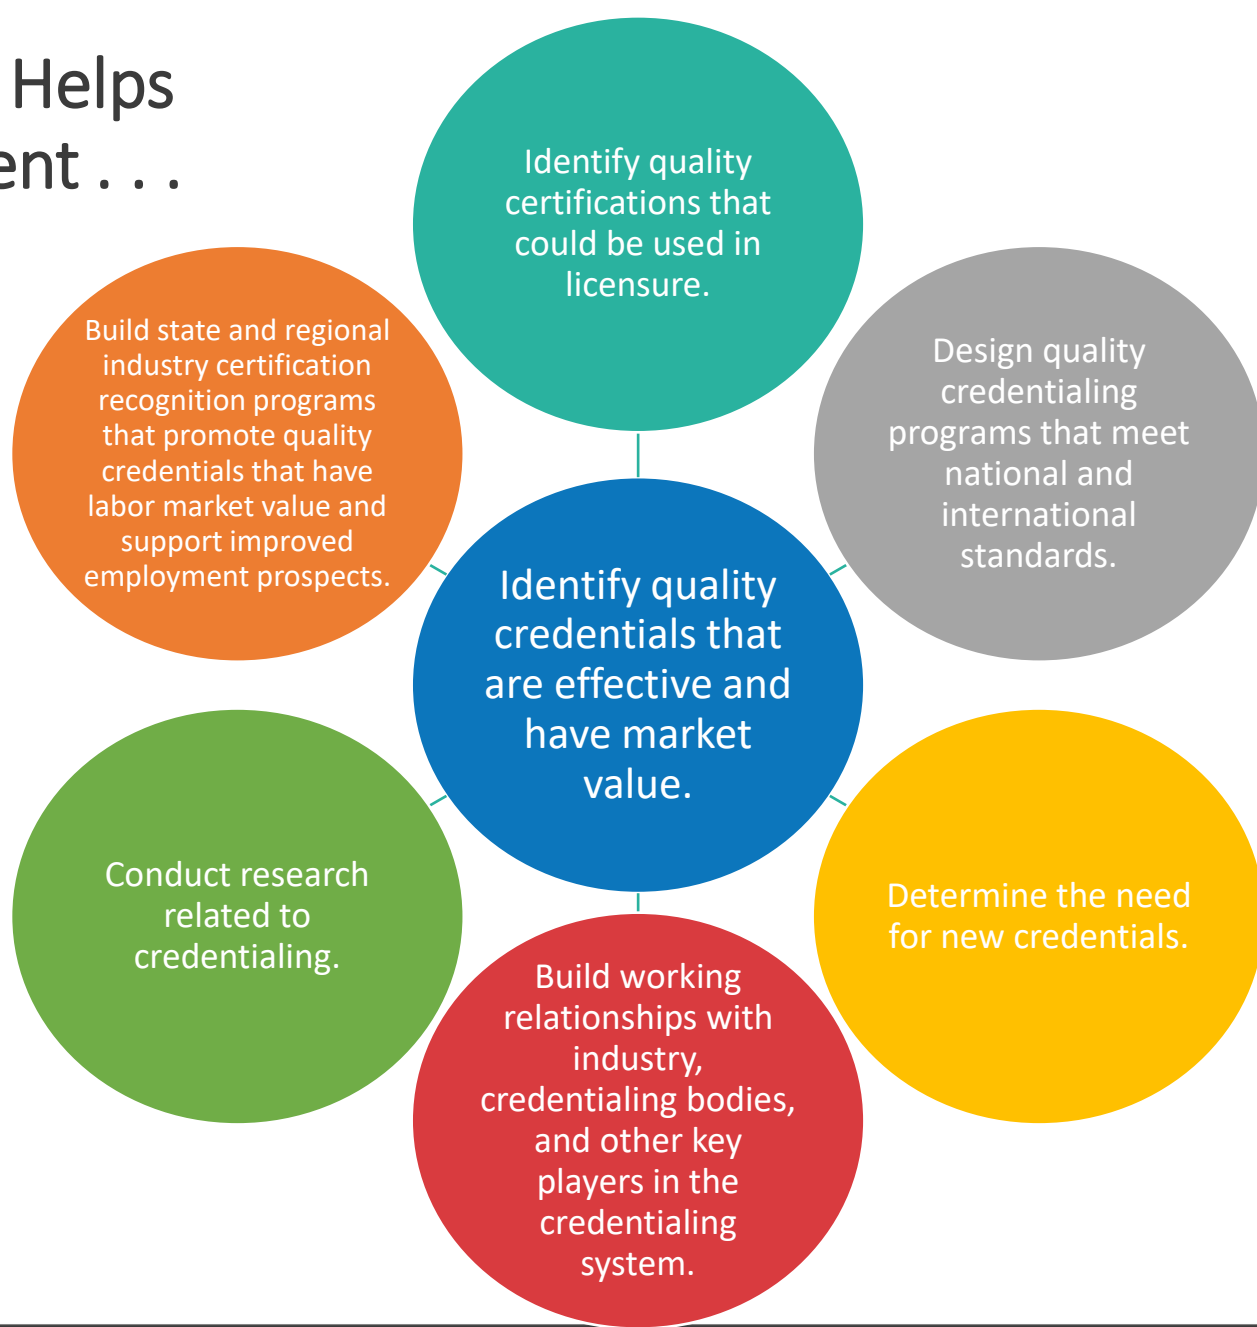 Helps
ent . . .
Identify quality
certifications that
could be used in
licensure.
Build state and regional
industry certification
recognition programs
that promote quality
credentials that have
labor market value and
support improved
employment prospects.
Design quality
credentialing
programs that meet
national and
international
standards.
Identify quality
credentials that
are effective and
have market
value.
Conduct research
related to
credentialing.
Determine the need
for new credentials.
Build working
relationships with
industry,
credentialing bodies,
and other key
players in the
credentialing
system.